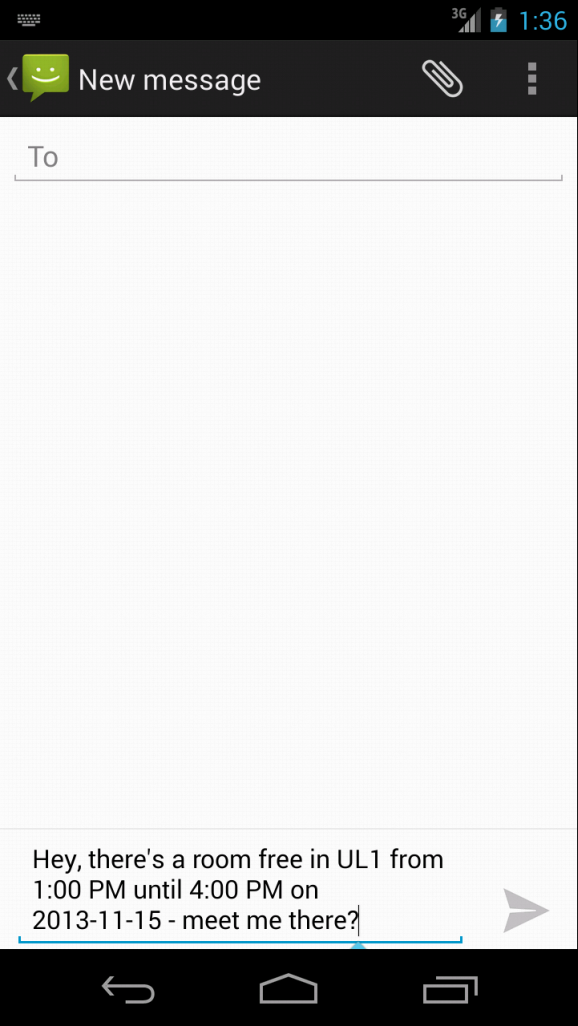 3G 1:36
New message
To
Hey, there's a room free in UL1 from
1:00 PM until 4:00 PM on
2013-11-15 - meet me there?